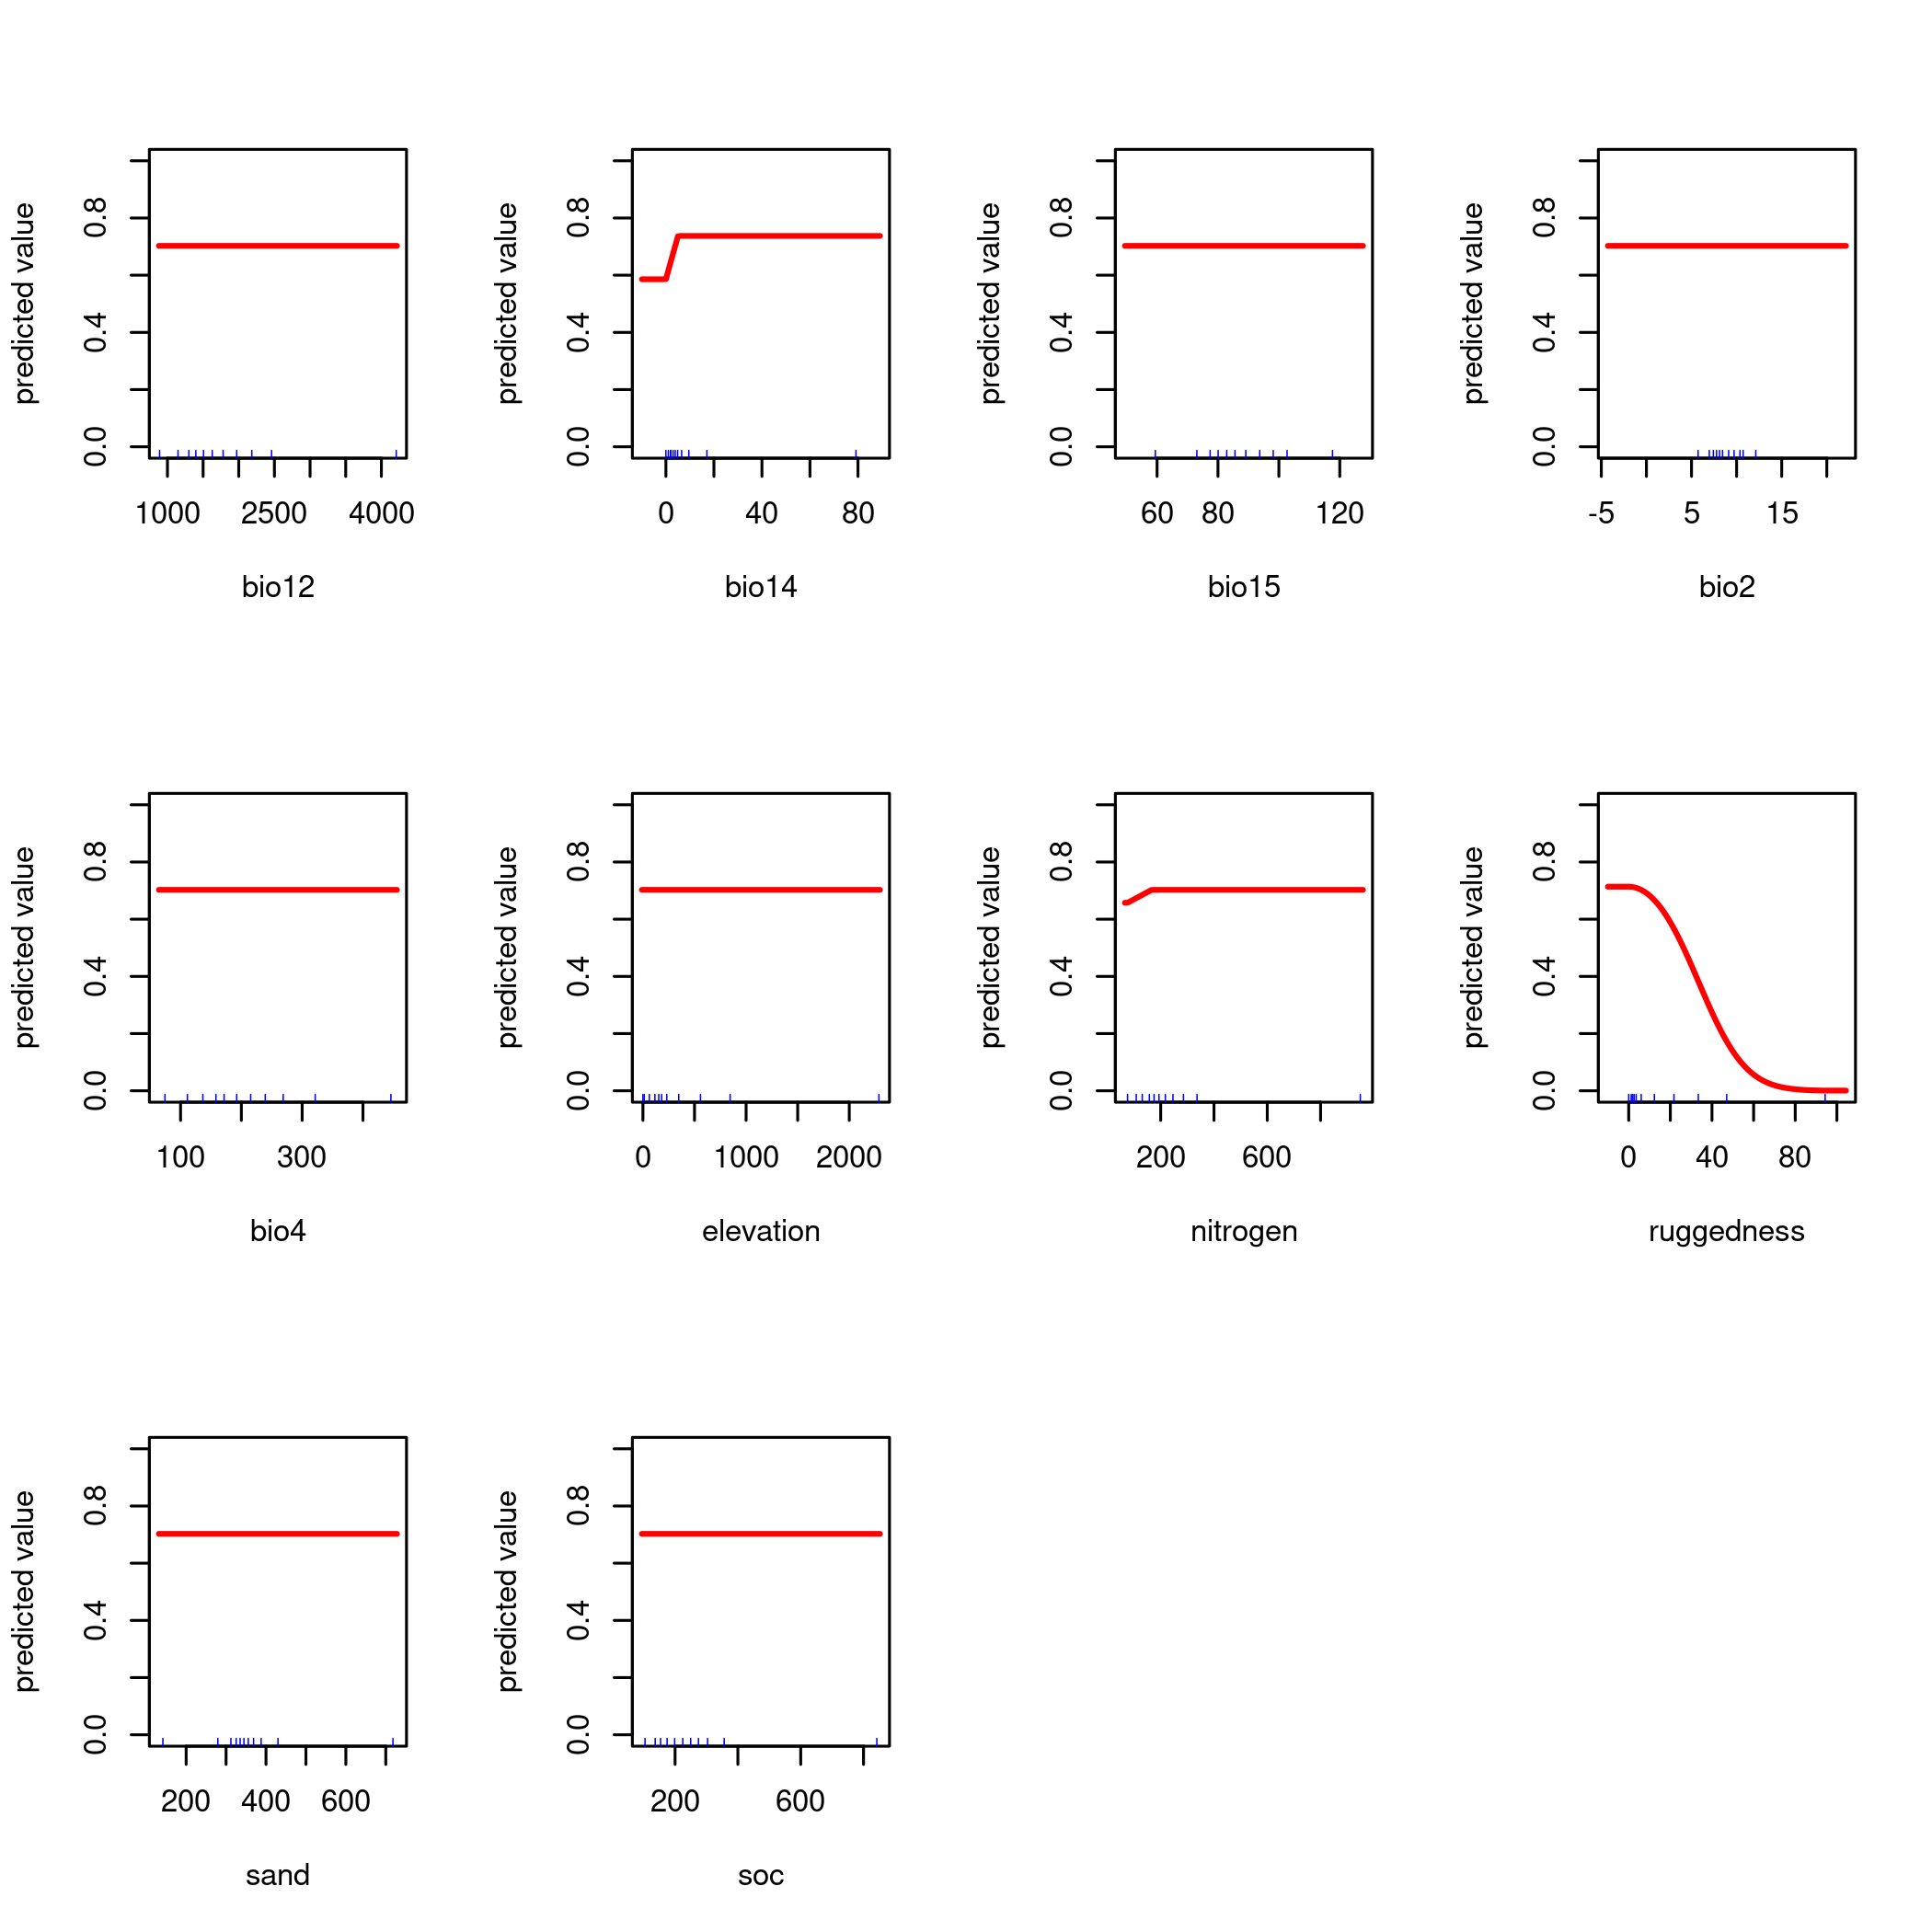 predicted value
0.0 0.4 0.8
1000 2500 4000
bio12
predicted value
0.0 0.4 0.8
0 40 80
bio14
predicted value
0.0 0.4 0.8
60 80 120
bio15
predicted value
0.0 0.4 0.8
-5 5 15
bio2
predicted value
0.0 0.4 0.8
100 300
bio4
predicted value
0.0 0.4 0.8
0 1000 2000
elevation
predicted value
0.0 0.4 0.8
200 600
nitrogen
predicted value
0.0 0.4 0.8
0 40 80
ruggedness
predicted value
0.0 0.4 0.8
200 400 600
sand
predicted value
0.0 0.4 0.8
200 600
soc